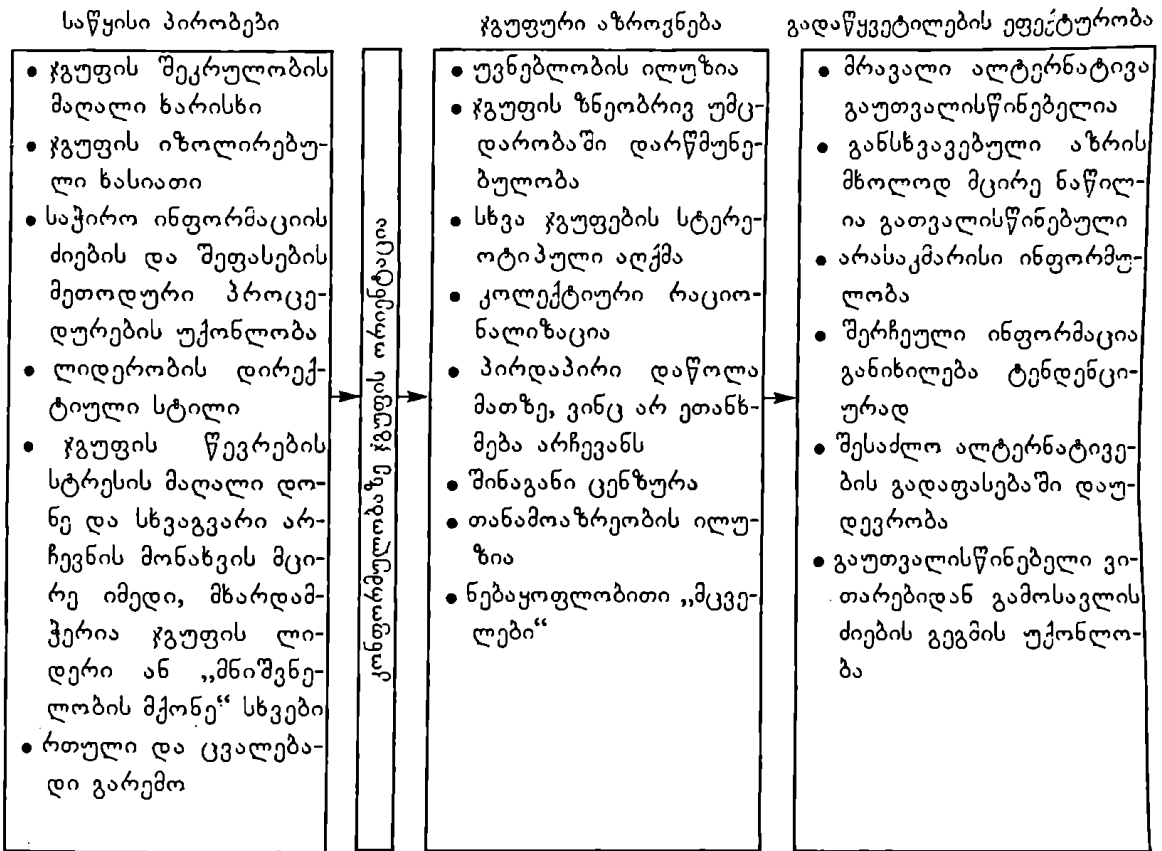 საწყისი პირობები
• ჯგუფის შეკრულობის
მაღალი ხარისხი
• ჯგუფის იზოლირებუ-
ლი ხასიათი
• საჭირო ინფორმაციის
ძიების და შეფასების
მეთოდური პროცე-
დურების უქონლობა
• ლიდერობის დირექ-
ტიული სტილი
• ჯგუფის წევრების
სტრესის მაღალი დო-
ნე და სხვაგვარი არ-
ჩევნის მონახვის მცი-
რე იმედი, მხარდამ-
ჭერია ჯგუფის ლი-
დერი ან „მნიშვნე-
ლობის მქონე“ სხვები
• რთული და ცვალება-
დი გარემო
კონფორმულობაზე ჯგუფის ორიენტაცია
ჯგუფური აზროვნება
• უვნებლობის ილუზია
• ჯგუფის ზნეობრივ უმც-
დარობაში დარწმუნე-
ბულობა
• სხვა ჯგუფების სტერე-
ოტიპული აღქმა
• კოლექტიური რაციო-
ნალიზაცია
• პირდაპირი დაწოლა
მათზე, ვინც არ ეთანხ-
მება არჩევანს
• შინაგანი ცენზურა
• თანამოაზრეობის ილუ-
ზია
• ნებაყოფლობითი „მცვე-
ლები“
გადაწყვეტილების ეფექტურობა
• მრავალი ალტერნატივა
გაუთვალისწინებელია
• განსხვავებული აზრის
მხოლოდ მცირე ნაწილ-
ია გათვალისწინებული
• არასაკმარისი ინფორმუ-
ლობა
• შერჩეული ინფორმაცია
განიხილება ტენდენცი-
ურად
• შესაძლო ალტერნატივე-
ბის გადაფასებაში დაუ-
დევრობა
• გაუთვალისწინებელი ვი-
თარებიდან გამოსავლის
ძიების გეგმის უქონლო-
ბა